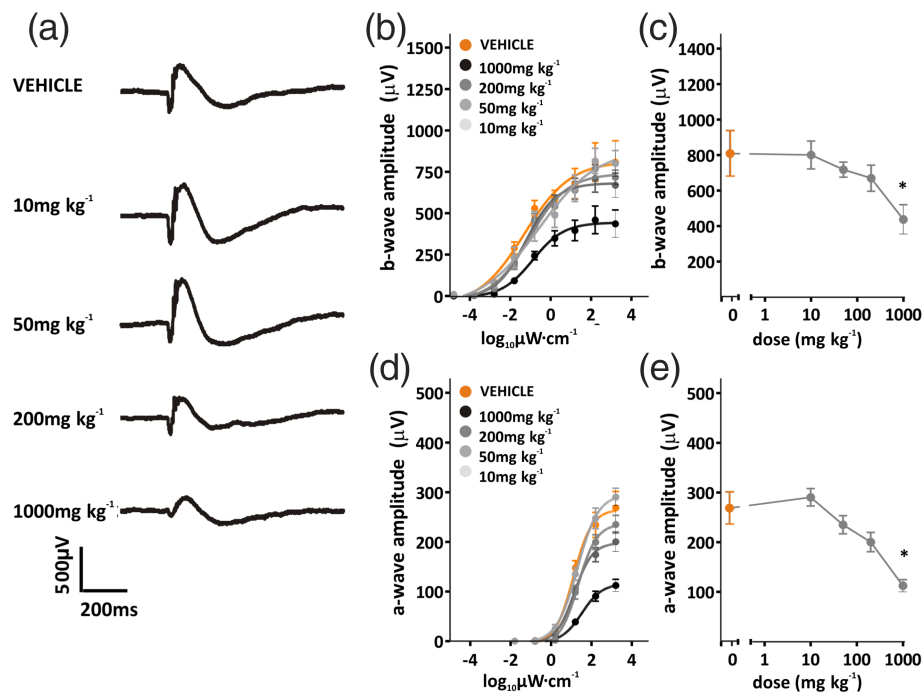 (a)
VEHICLE
10mg kg⁻¹
50mg kg⁻¹
200mg kg⁻¹
1000mg kg⁻¹
500µV
200ms
(b)
b-wave amplitude (µV)
1500
1250
1000
750
500
250
0
VEHICLE
1000mg kg⁻¹
200mg kg⁻¹
50mg kg⁻¹
10mg kg⁻¹
-4 -2 0 2 4
log₁₀µW·cm⁻¹
(c)
b-wave amplitude (µV)
1400
1200
1000
800
600
400
*
0 1 10 100 1000
dose (mg kg⁻¹)
(d)
a-wave amplitude (µV)
500
400
300
200
100
0
VEHICLE
1000mg kg⁻¹
200mg kg⁻¹
50mg kg⁻¹
10mg kg⁻¹
-4 -2 0 2 4
log₁₀µW·cm⁻¹
(e)
a-wave amplitude (µV)
500
400
300
200
100
*
0 1 10 100 1000
dose (mg kg⁻¹)